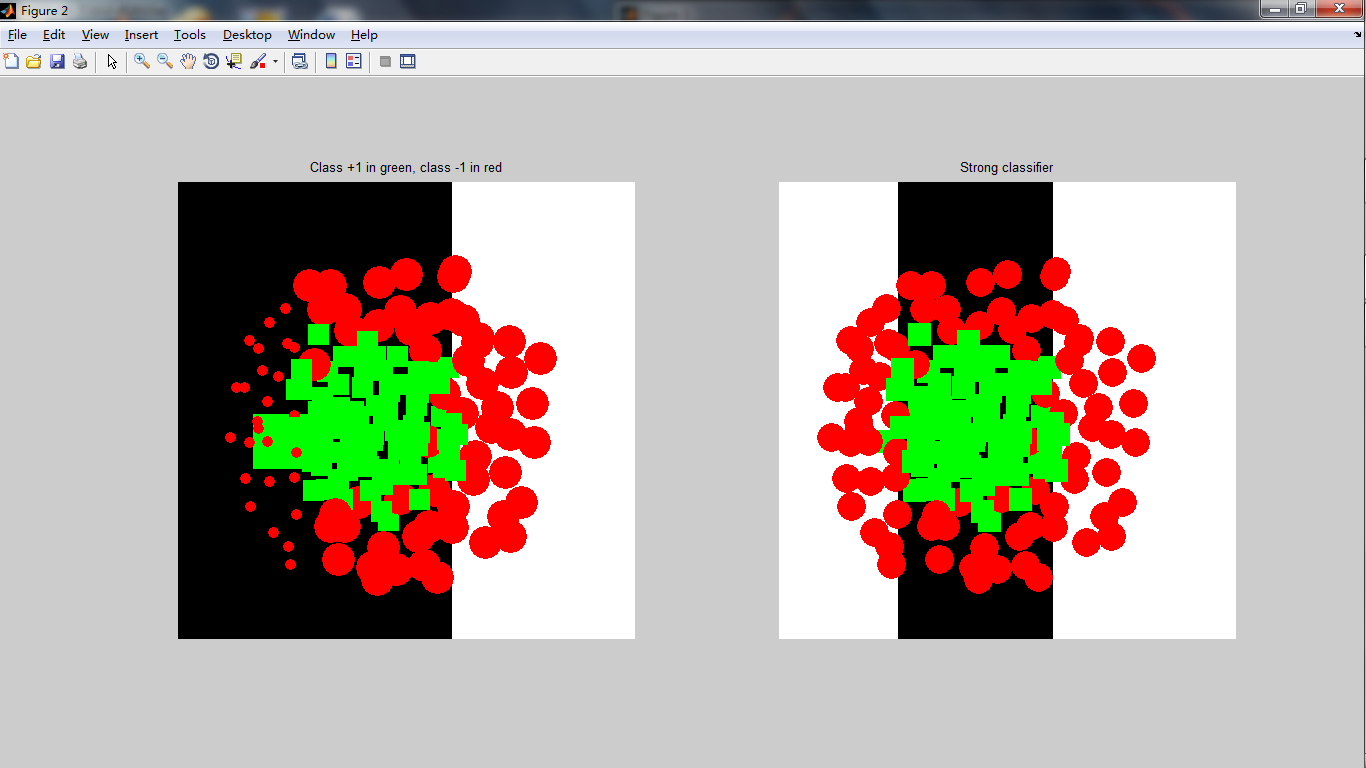 Figure 2
File Edit View Insert Tools Desktop Window Help
Class +1 in green, class -1 in red
Strong classifier